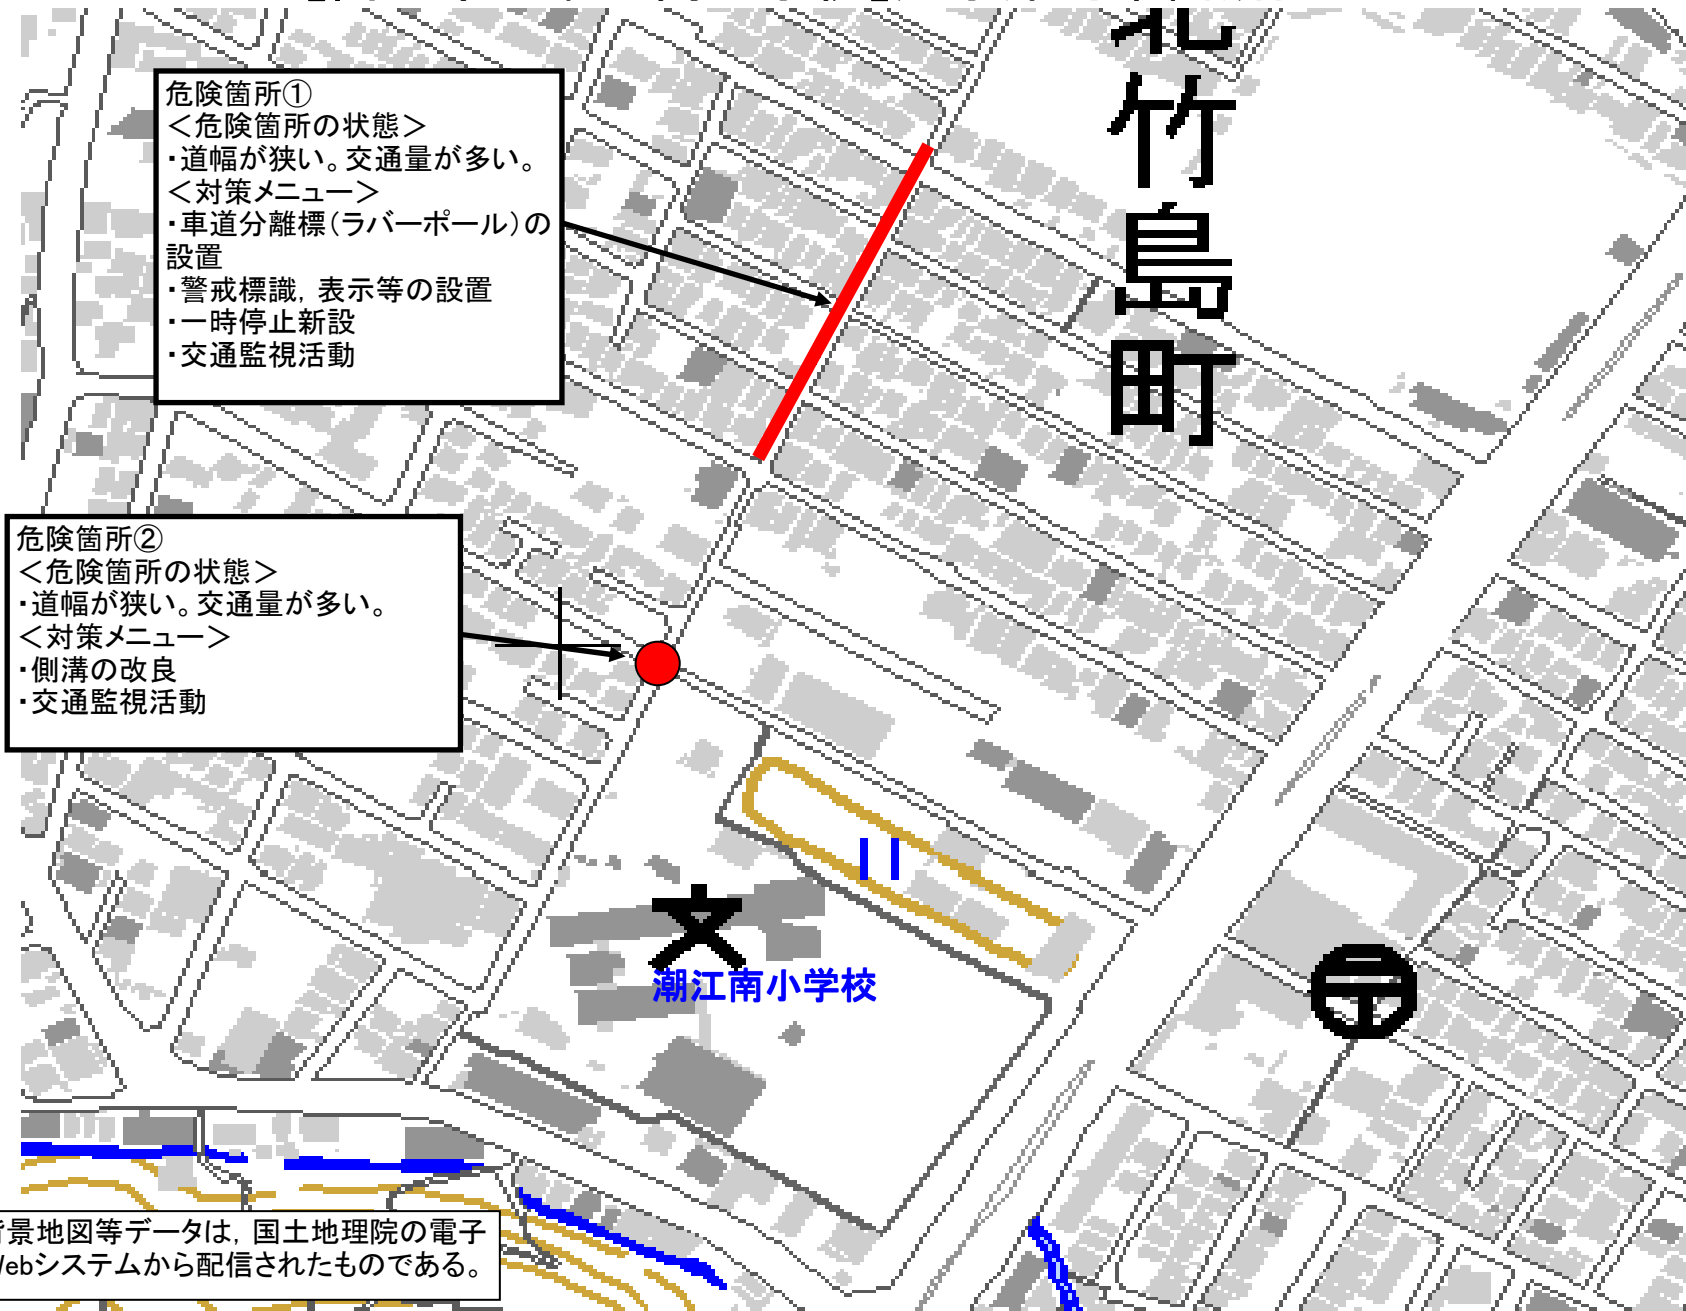 危険箇所①
＜危険箇所の状態＞
・道幅が狭い。交通量が多い。
＜対策メニュー＞
・車道分離標（ラバーポール）の
設置
・警戒標識，表示等の設置
・一時停止新設
・交通監視活動
北竹島町
危険箇所②
＜危険箇所の状態＞
・道幅が狭い。交通量が多い。
＜対策メニュー＞
・側溝の改良
・交通監視活動
潮江南小学校
背景地図等データは，国土地理院の電子
Webシステムから配信されたものである。